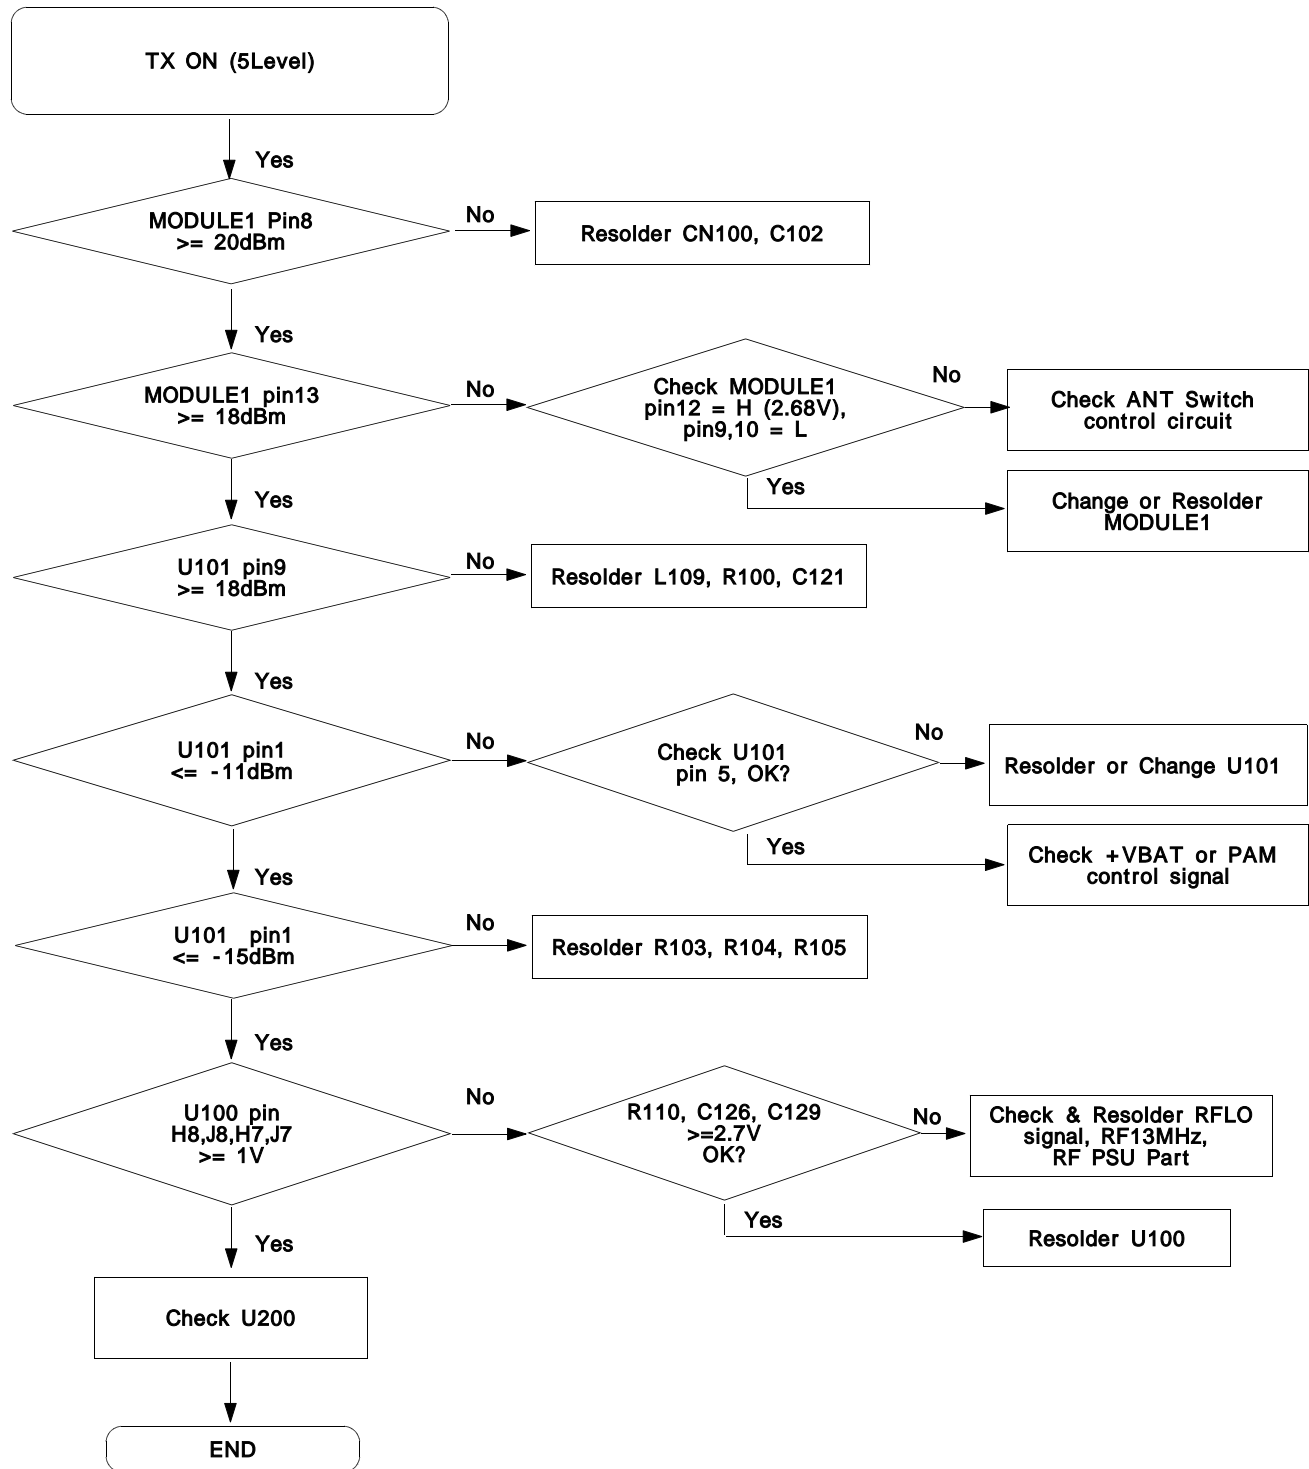 TX ON (5Level)
Yes
MODULE1 Pin8
>= 20dBm
No
Resolder CN100, C102
Yes
MODULE1 pin13
>= 18dBm
No
Check MODULE1
pin12 = H (2.68V),
pin9,10 = L
No
Check ANT Switch
control circuit
Yes
Change or Resolder
MODULE1
Yes
U101 pin9
>= 18dBm
No
Resolder L109, R100, C121
Yes
U101 pin1
<= -11dBm
No
Check U101
pin 5, OK?
No
Resolder or Change U101
Yes
Check +VBAT or PAM
control signal
Yes
U101 pin1
<= -15dBm
No
Resolder R103, R104, R105
Yes
U100 pin
H8,J8,H7,J7
>= 1V
No
R110, C126, C129
>=2.7V
OK?
No
Check & Resolder RFLO
signal, RF13MHz,
RF PSU Part
Yes
Resolder U100
Yes
Check U200
END